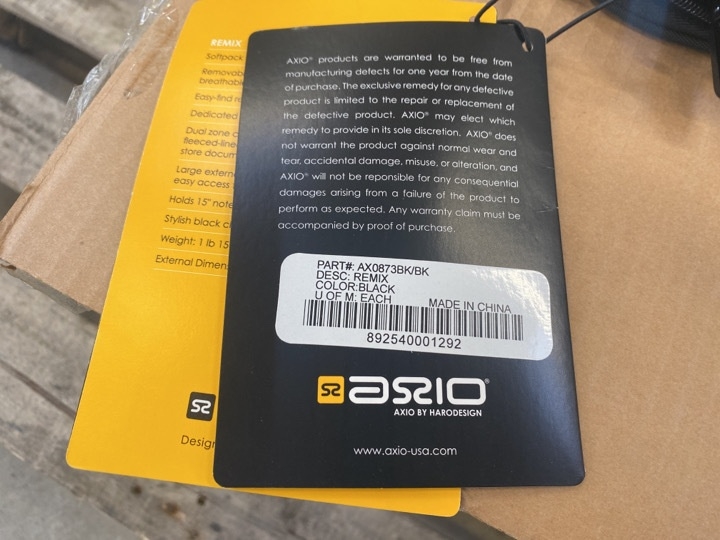 REMIX
Softpack
Removab
breathable
Easy-find
Dedicated
Dual zone
fleeced-line
store docum
Large extern
easy access
Holds 15" note
Stylish black
Weight: 1 lb 15
External Dimen
Desig
AXIO® products are warranted to be free from
manufacturing defects for one year from the date
of purchase. The exclusive remedy for any defective
product is limited to the repair or replacement of
the defective product. AXIO® may elect which
remedy to provide in its sole discretion. AXIO® does
not warrant the product against normal wear and
tear, accidental damage, misuse, or alteration, and
AXIO® will not be reponsible for any consequential
damages arising from a failure of the product to
perform as expected. Any warranty claim must be
accompanied by proof of purchase.
PART#: AX0873BK/BK
DESC: REMIX
COLOR:BLACK
U OF M: EACH MADE IN CHINA
892540001292
AXIO®
AXIO BY HARODESIGN
www.axio-usa.com